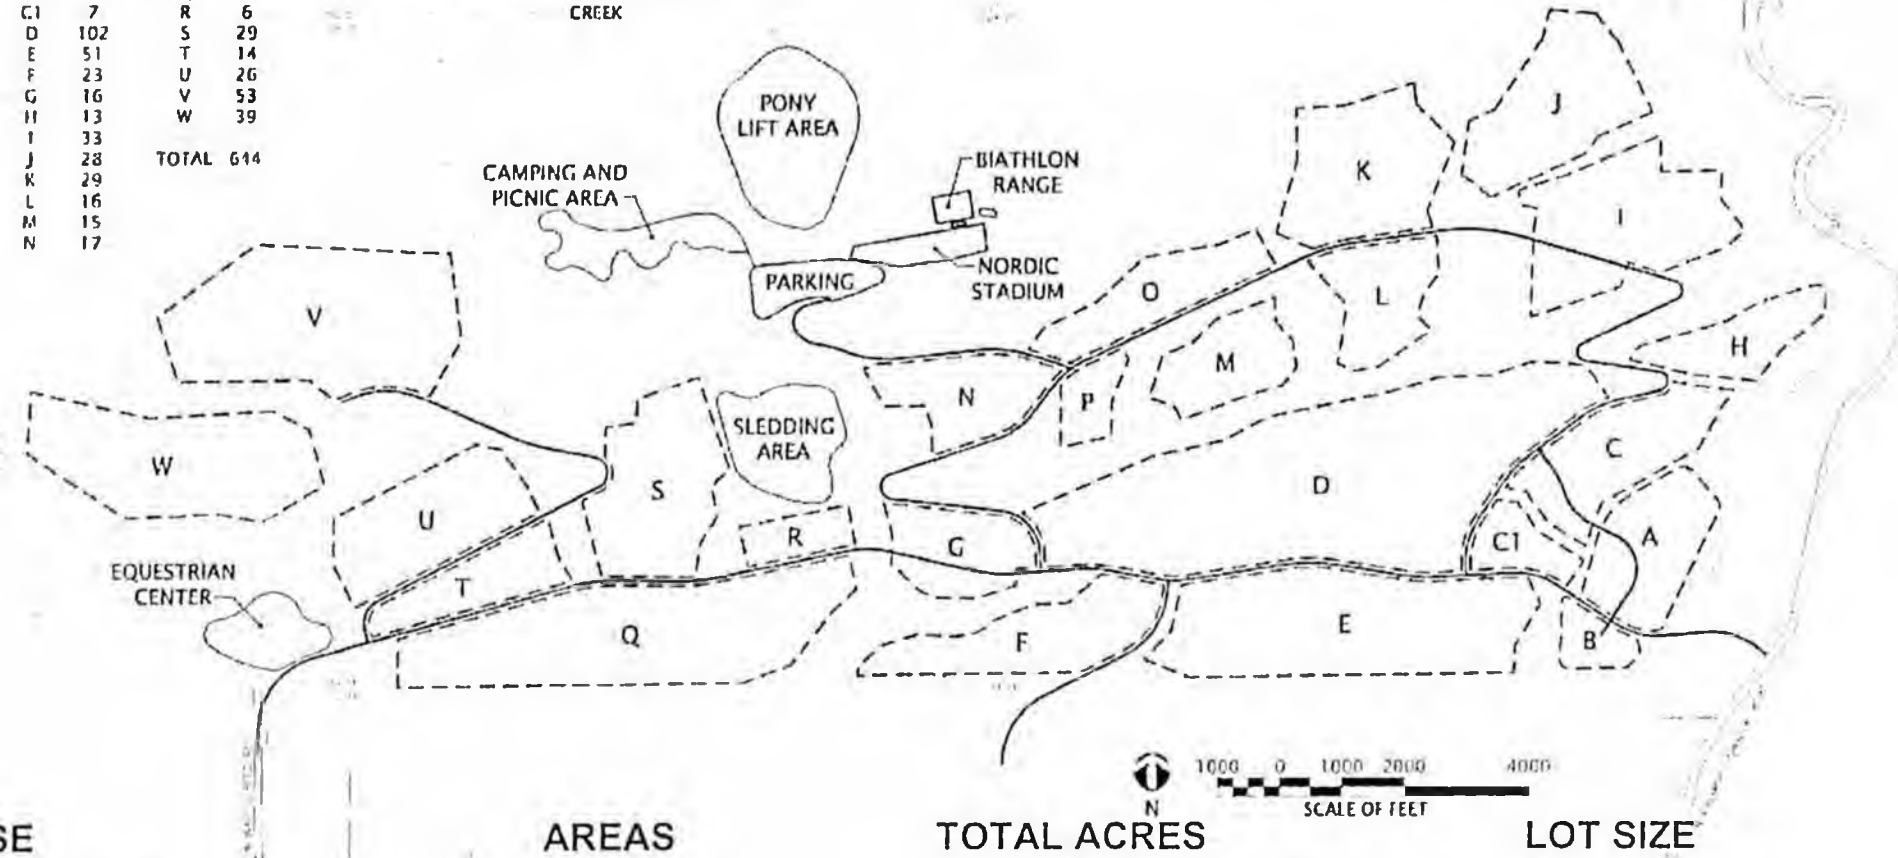 C1 7 R 6
D 102 S 29
E 51 T 14
F 23 U 26
G 16 V 53
H 13 W 39
I 33
J 28 TOTAL 644
K 29
L 16
M 15
N 17
CREEK
PONY
LIFT AREA
BIATHLON
RANGE
CAMPING AND
PICNIC AREA
NORDIC
STADIUM
PARKING
J
K
I
O
L
H
V
M
N
P
SLEDDING
AREA
C
W
S
D
U
R
G
C1
A
EQUESTRIAN
CENTER
T
Q
F
E
B
1000 0 1000 2000 4000
N
SCALE OF FEET
SE AREAS TOTAL ACRES LOT SIZE